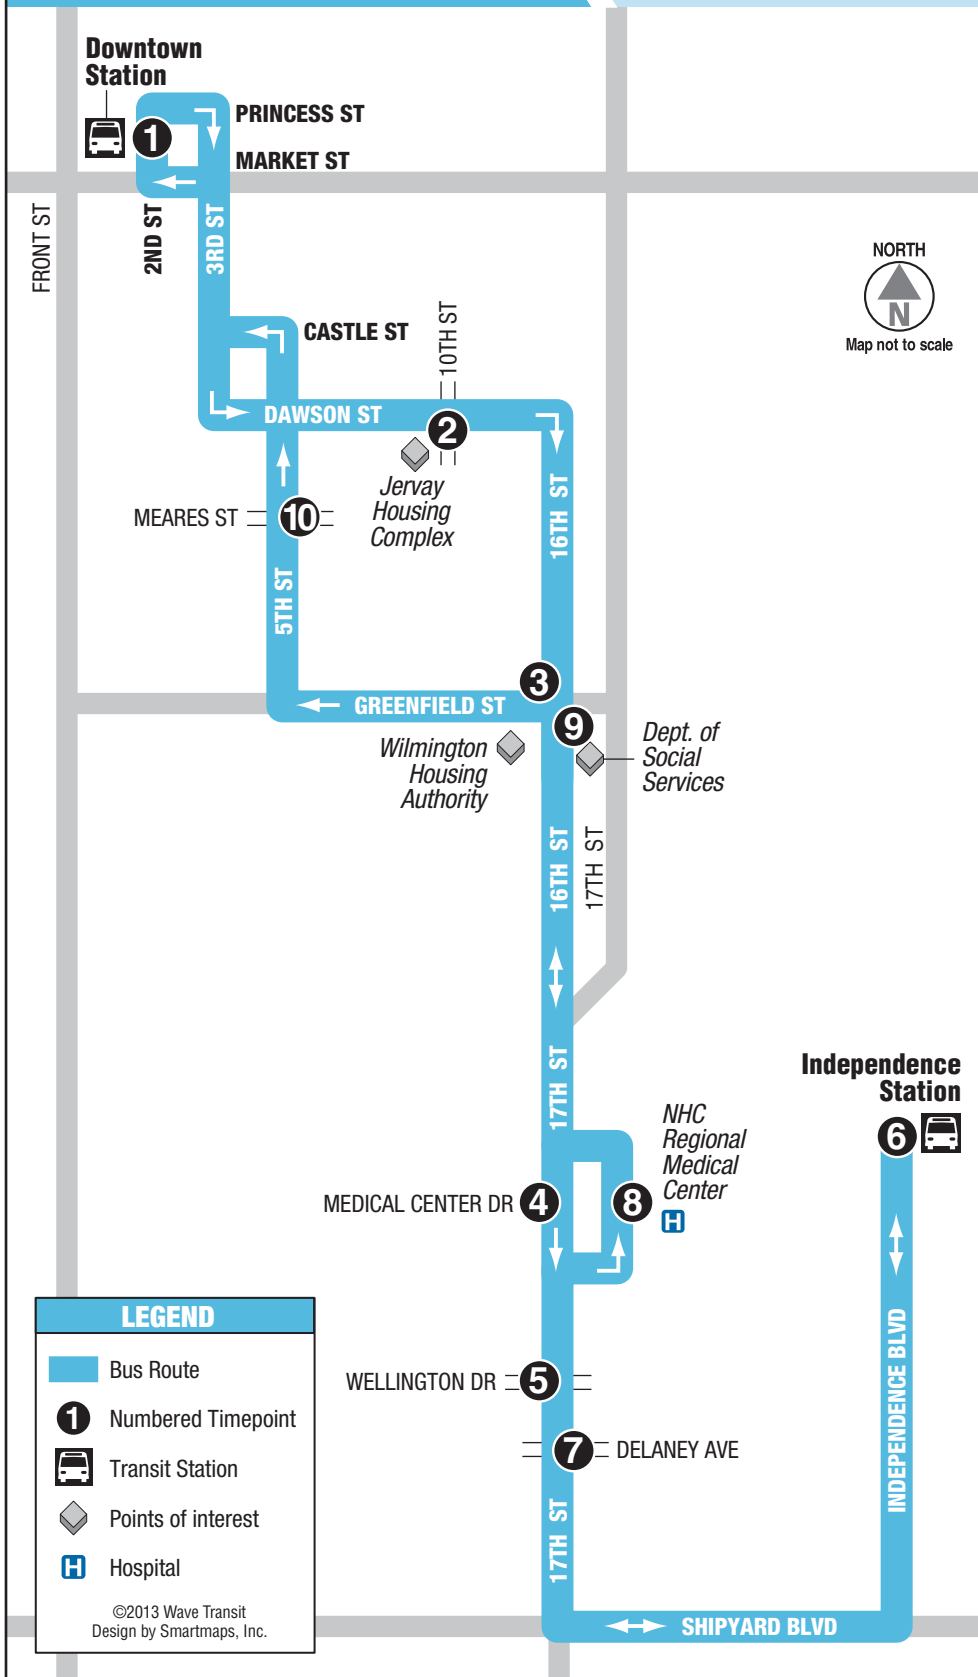 Downtown
Station
1
PRINCESS ST
MARKET ST
FRONT ST
2ND ST
3RD ST
NORTH
N
Map not to scale
CASTLE ST
10TH ST
DAWSON ST
2
Jervay
Housing
Complex
16TH ST
MEARES ST
10
5TH ST
3
GREENFIELD ST
9
Wilmington
Housing
Authority
Dept. of
Social
Services
16TH ST
17TH ST
17TH ST
Independence
Station
6
NHC
Regional
Medical
Center
H
MEDICAL CENTER DR
4
8
INDEPENDENCE BLVD
WELLINGTON DR
5
7
DELANEY AVE
17TH ST
SHIPYARD BLVD
LEGEND
Bus Route
1 Numbered Timepoint
Transit Station
Points of interest
H Hospital
©2013 Wave Transit
Design by Smartmaps, Inc.